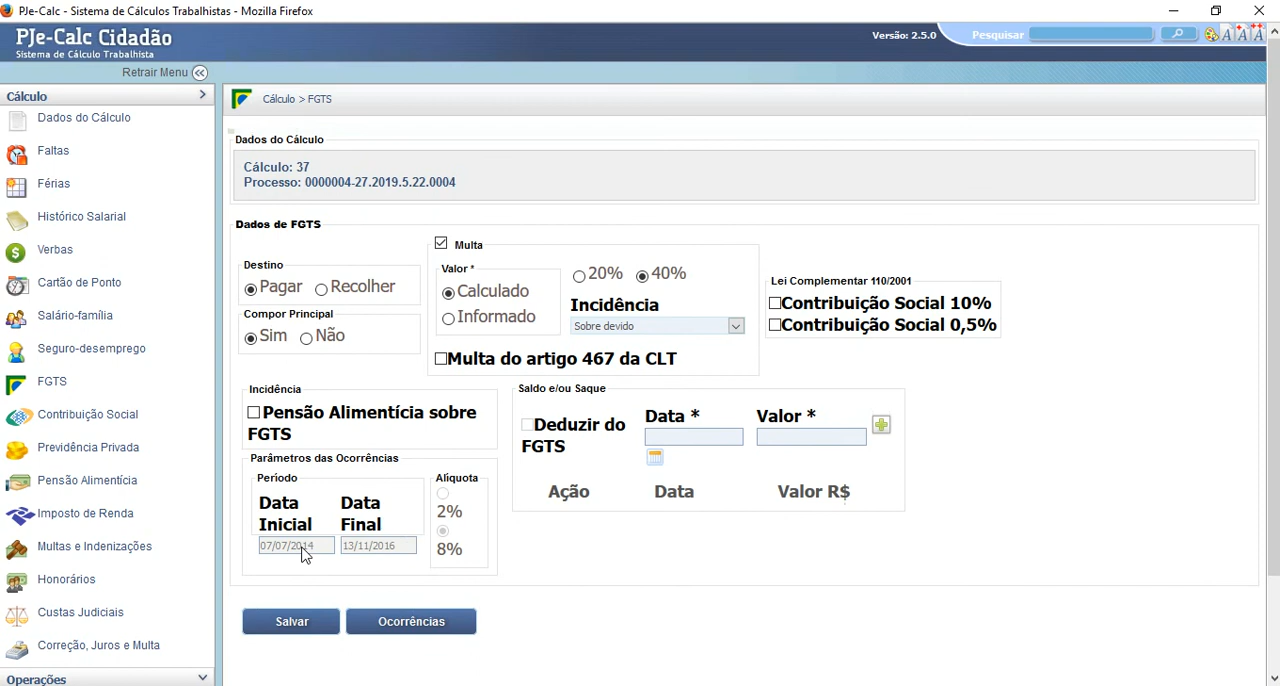 PJe-Calc - Sistema de Cálculos Trabalhistas - Mozilla Firefox
PJe-Calc Cidadão
Sistema de Cálculo Trabalhista
Versão: 2.5.0
Pesquisar
A A A
Retrair Menu
Cálculo
Dados do Cálculo
Faltas
Férias
Histórico Salarial
Verbas
Cartão de Ponto
Salário-família
Seguro-desemprego
FGTS
Contribuição Social
Previdência Privada
Pensão Alimentícia
Imposto de Renda
Multas e Indenizações
Honorários
Custas Judiciais
Correção, Juros e Multa
Operações
Cálculo > FGTS
Dados do Cálculo
Cálculo: 37
Processo: 0000004-27.2019.5.22.0004
Dados de FGTS
Destino
Pagar Recolher
Compor Principal
Sim Não
Multa
Valor *
Calculado
Informado
20% 40%
Incidência
Sobre devido
Multa do artigo 467 da CLT
Lei Complementar 110/2001
Contribuição Social 10%
Contribuição Social 0,5%
Incidência
Pensão Alimentícia sobre
FGTS
Saldo e/ou Saque
Deduzir do
FGTS
Data *
Valor *
Ação Data Valor R$
Parâmetros das Ocorrências
Período
Data
Inicial
Data
Final
07/07/2014 13/11/2016
Alíquota
2%
8%
Salvar Ocorrências